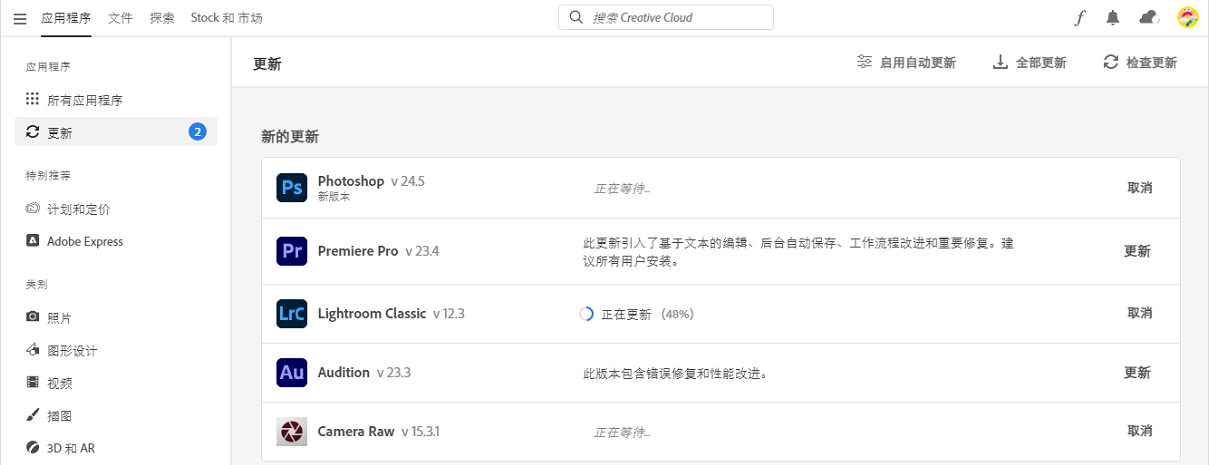 应用程序 文件 探索 Stock 和 市场 搜索 Creative Cloud
应用程序
所有应用程序
更新 2
特别推荐
计划和定价
Adobe Express
类别
照片
图形设计
视频
插图
3D 和 AR
更新 启用自动更新 全部更新 检查更新
新的更新
Ps Photoshop v 24.5 正在等待... 取消
新版本
Pr Premiere Pro v 23.4 此更新引入了基于文本的编辑、后台自动保存、工作流程改进和重要修复。建
议所有用户安装。 更新
LrC Lightroom Classic v 12.3 正在更新 (48%) 取消
Au Audition v 23.3 此版本包含错误修复和性能改进。 更新
Camera Raw v 15.3.1 正在等待... 取消